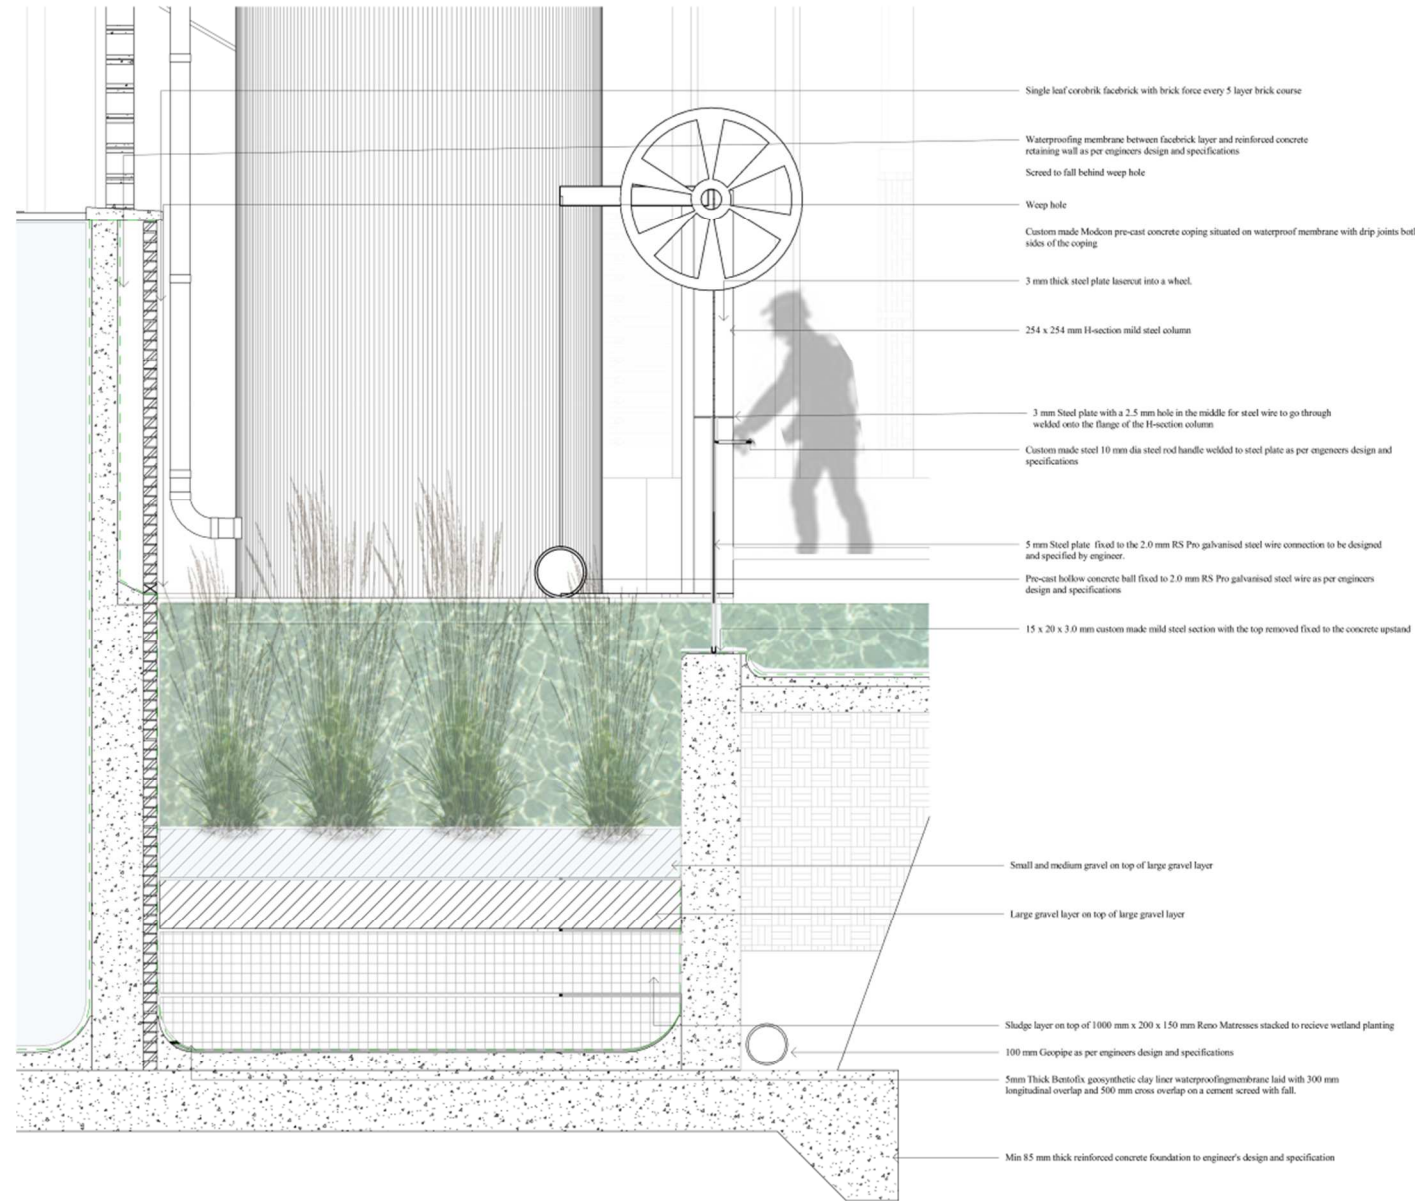 Single leaf corobrik facebrick with brick force every 5 layer brick course
Waterproofing membrane between facebrick layer and reinforced concrete
retaining wall as per engineers design and specifications
Screed to fall behind weep hole
Weep hole
Custom made Modcon pre-cast concrete coping situated on waterproof membrane with drip joints both
sides of the coping
3 mm thick steel plate lasercut into a wheel.
254 x 254 mm H-section mild steel column
3 mm Steel plate with a 2.5 mm hole in the middle for steel wire to go through
welded onto the flange of the H-section column
Custom made steel 10 mm dia steel rod handle welded to steel plate as per engeneers design and
specifications
5 mm Steel plate fixed to the 2.0 mm RS Pro galvanised steel wire connection to be designed
and specified by engineer.
Pre-cast hollow concrete ball fixed to 2.0 mm RS Pro galvanised steel wire as per engineers
design and specifications
15 x 20 x 3.0 mm custom made mild steel section with the top removed fixed to the concrete upstand
Small and medium gravel on top of large gravel layer
Large gravel layer on top of large gravel layer
Sludge layer on top of 1000 mm x 200 x 150 mm Reno Matresses stacked to recieve wetland planting
100 mm Geopipe as per engineers design and specifications
5mm Thick Bentofix geosynthetic clay liner waterproofingmembrane laid with 300 mm
longitudinal overlap and 500 mm cross overlap on a cement screed with fall.
Min 85 mm thick reinforced concrete foundation to engineer's design and specification